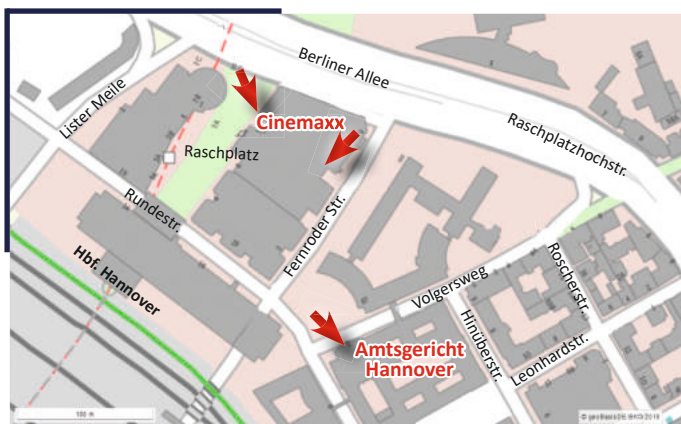 Berliner Allee
Lister Meile
Cinemaxx
Raschplatzhochstr.
Raschplatz
Rundestr.
Fernroder Str.
Hbf. Hannover
Volgersweg
Roscherstr.
Hinüberstr.
Leonhardstr.
Amtsgericht
Hannover
100 m